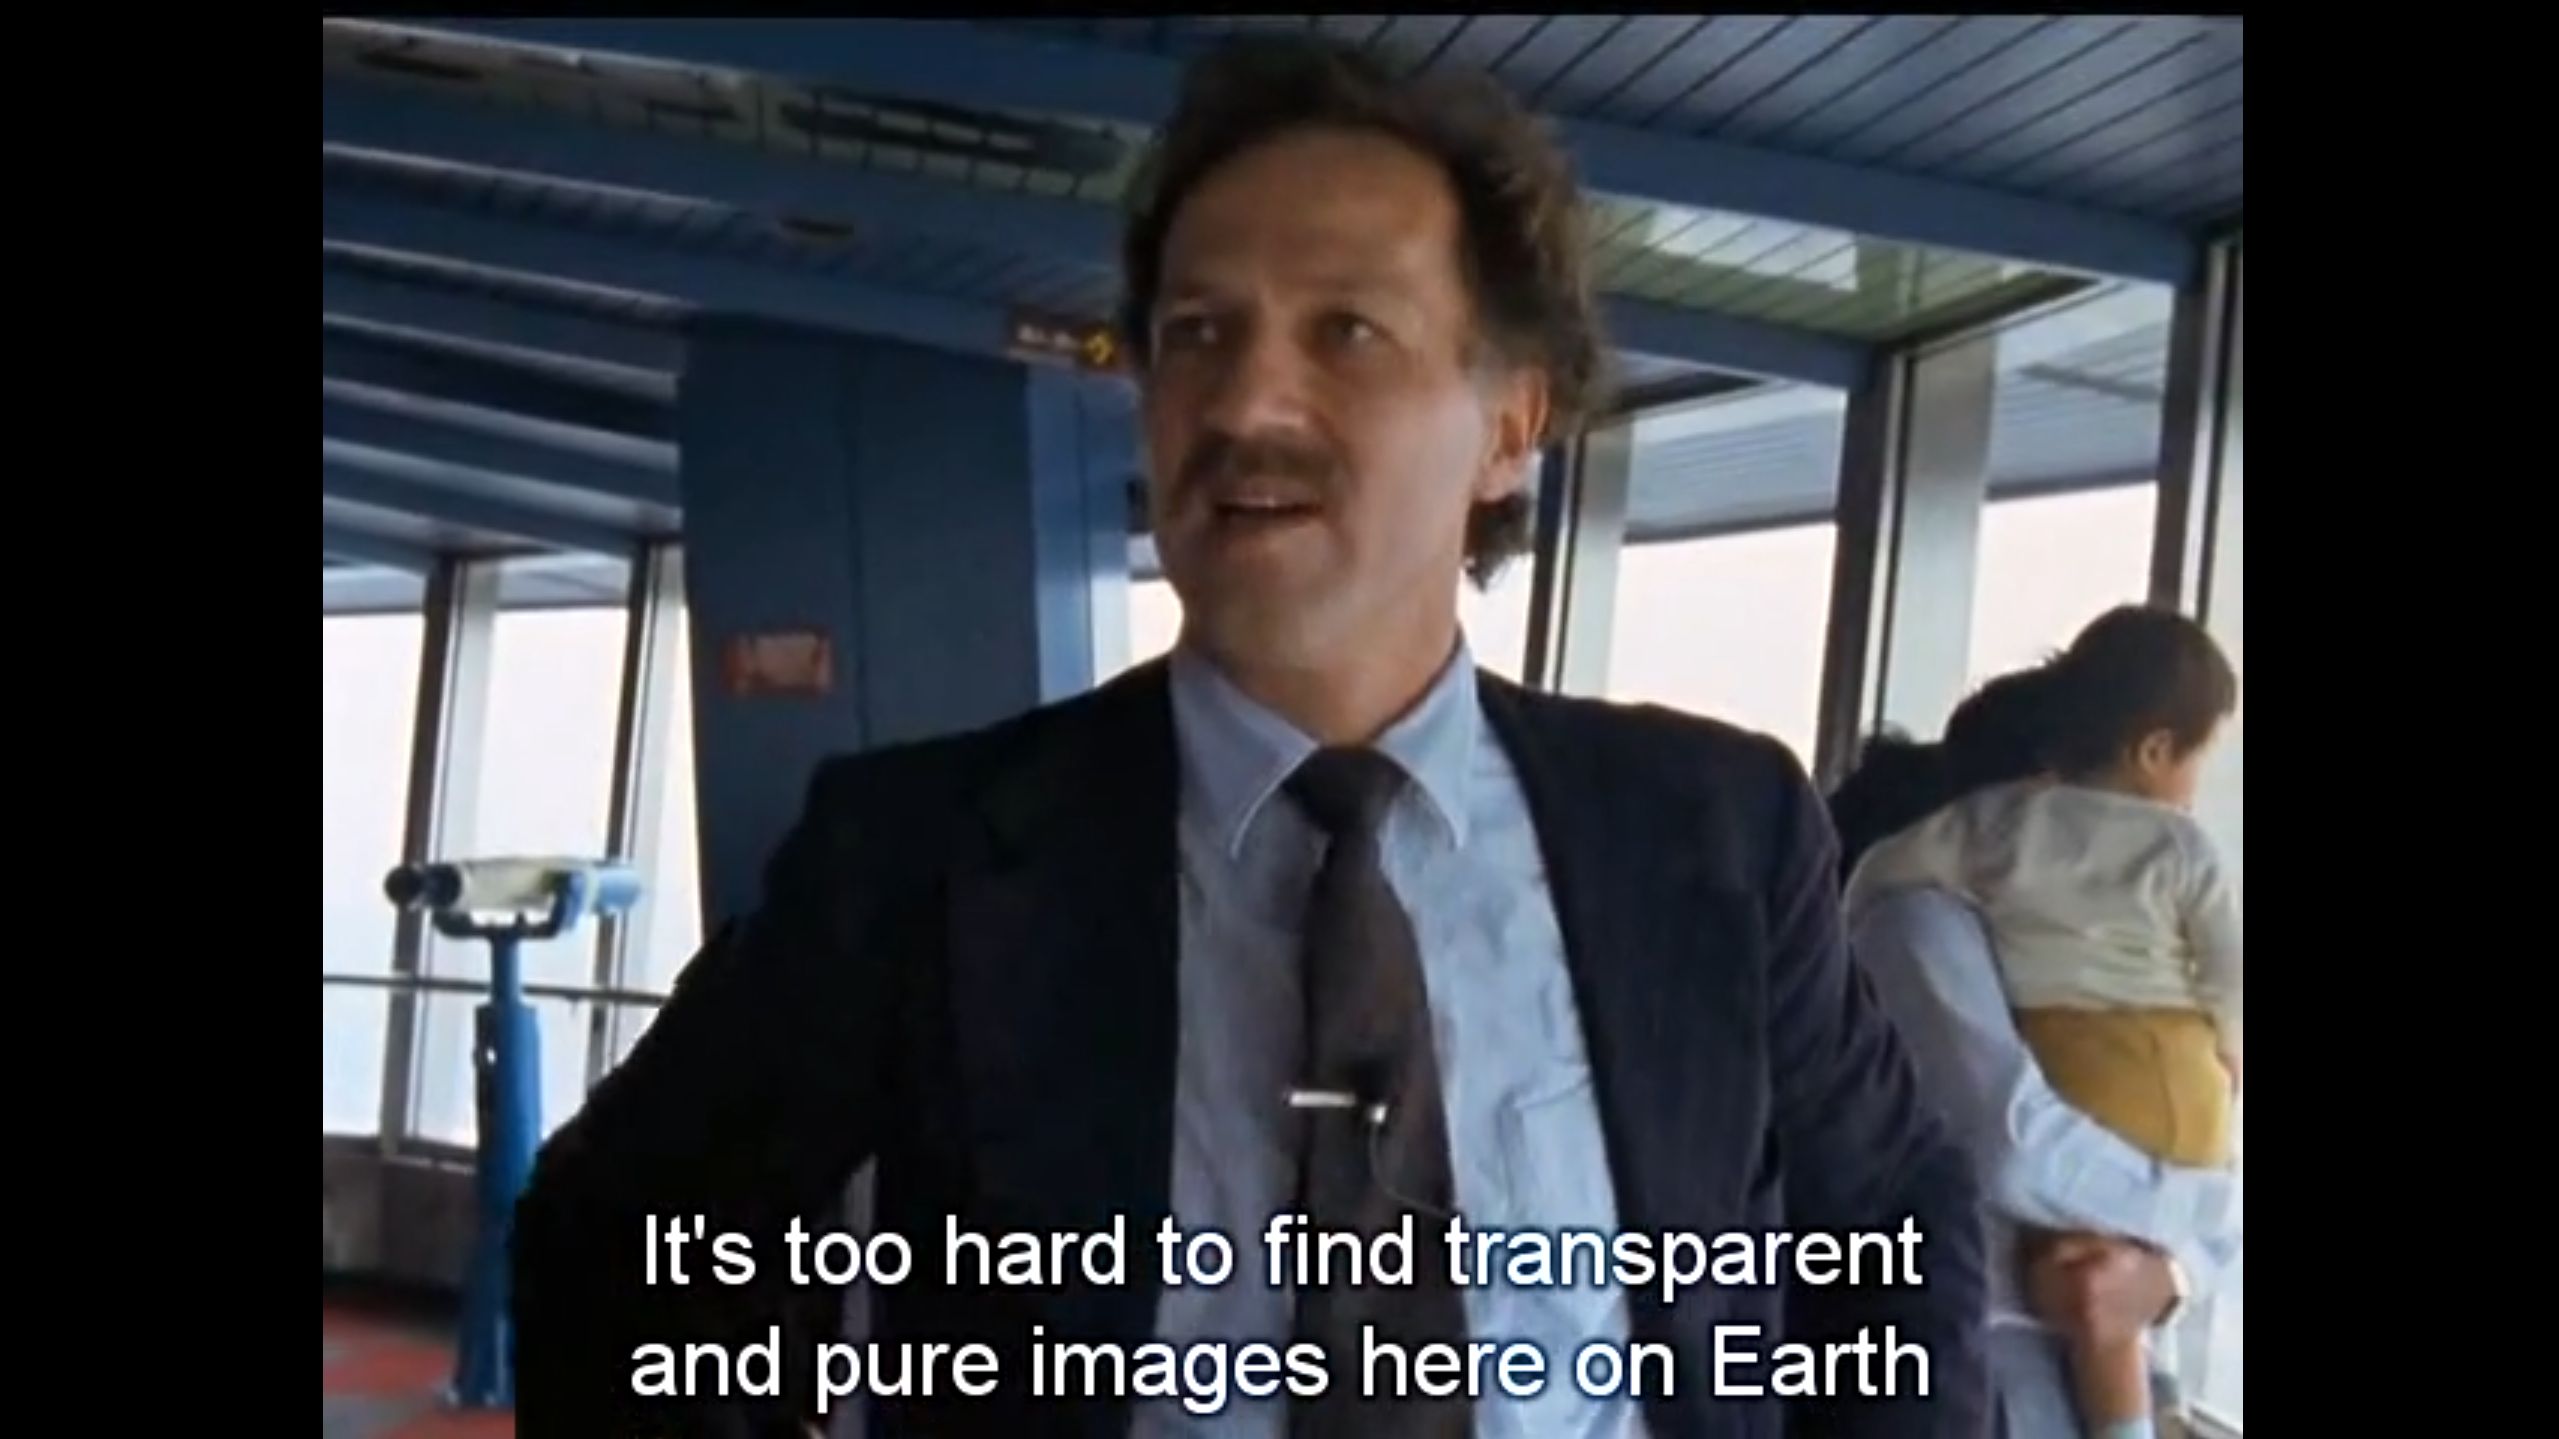 It's too hard to find transparent
and pure images here on Earth